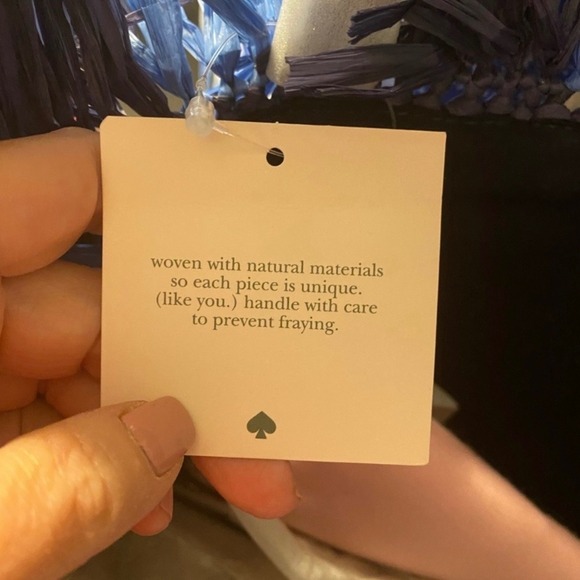 woven with natural materials
so each piece is unique.
(like you.) handle with care
to prevent fraying.